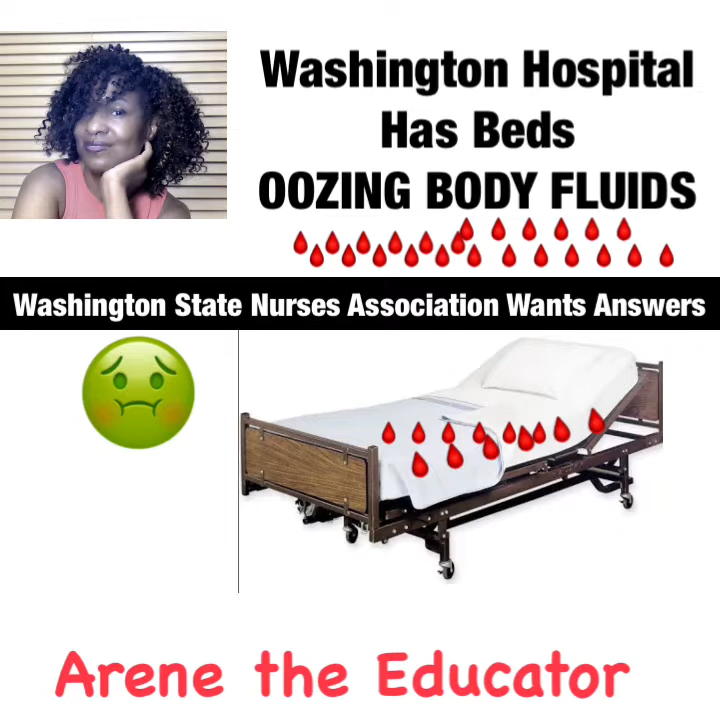 Washington Hospital
Has Beds
OOZING BODY FLUIDS
Washington State Nurses Association Wants Answers
Arene the Educator